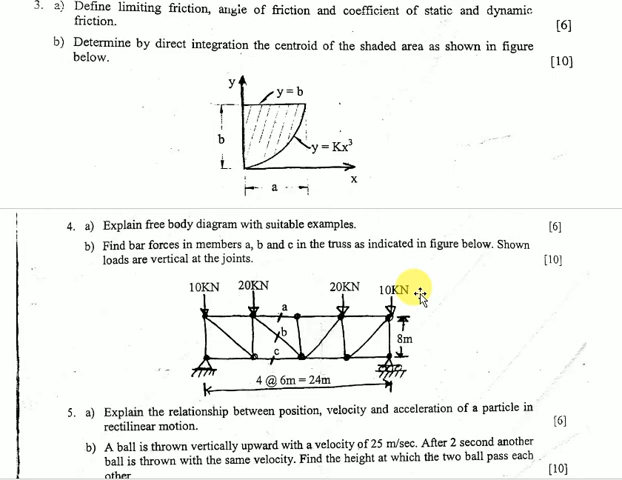 3. a) Define limiting friction, angle of friction and coefficient of static and dynamic
friction. [6]
b) Determine by direct integration the centroid of the shaded area as shown in figure
below. [10]
y
y = b
b
y = Kx³
x
a
4. a) Explain free body diagram with suitable examples. [6]
b) Find bar forces in members a, b and c in the truss as indicated in figure below. Shown
loads are vertical at the joints. [10]
10KN 20KN 20KN 10KN
a
b
8m
c
4 @ 6m = 24m
5. a) Explain the relationship between position, velocity and acceleration of a particle in
rectilinear motion. [6]
b) A ball is thrown vertically upward with a velocity of 25 m/sec. After 2 second another
ball is thrown with the same velocity. Find the height at which the two ball pass each
other [10]